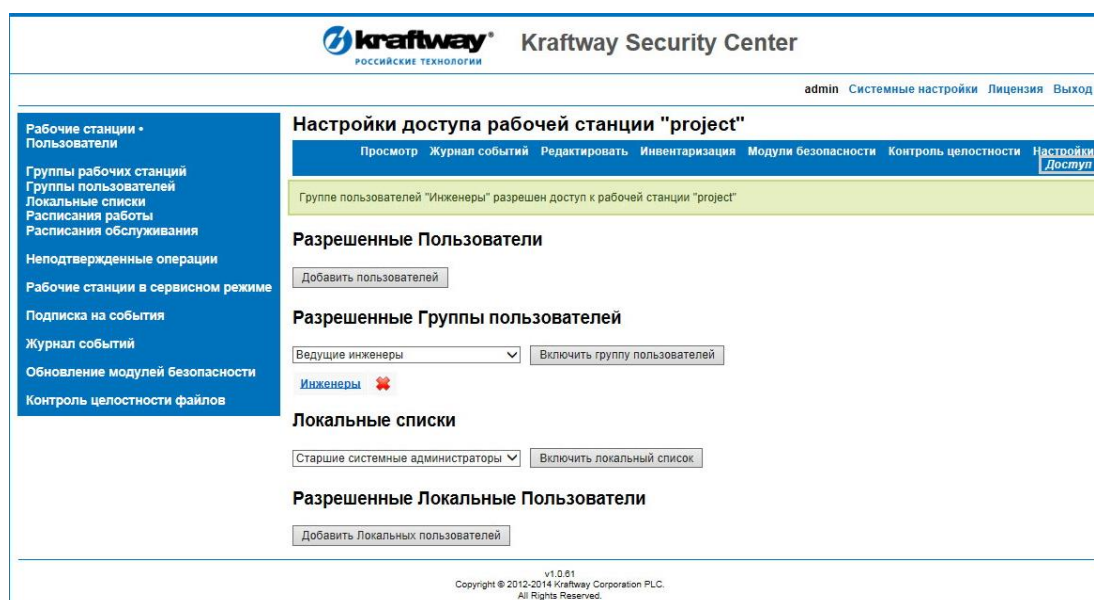 kraftway®
РОССИЙСКИЕ ТЕХНОЛОГИИ
Kraftway Security Center
admin Системные настройки Лицензия Выход
Рабочие станции •
Пользователи
Группы рабочих станций
Группы пользователей
Локальные списки
Расписания работы
Расписания обслуживания
Неподтвержденные операции
Рабочие станции в сервисном режиме
Подписка на события
Журнал событий
Обновление модулей безопасности
Контроль целостности файлов
Настройки доступа рабочей станции "project"
Просмотр Журнал событий Редактировать Инвентаризация Модули безопасности Контроль целостности Настройки
Доступ
Группе пользователей "Инженеры" разрешен доступ к рабочей станции "project"
Разрешенные Пользователи
Добавить пользователей
Разрешенные Группы пользователей
Ведущие инженеры Включить группу пользователей
Инженеры
Локальные списки
Старшие системные администраторы Включить локальный список
Разрешенные Локальные Пользователи
Добавить Локальных пользователей
v1.0.61
Copyright © 2012-2014 Kraftway Corporation PLC.
All Rights Reserved.